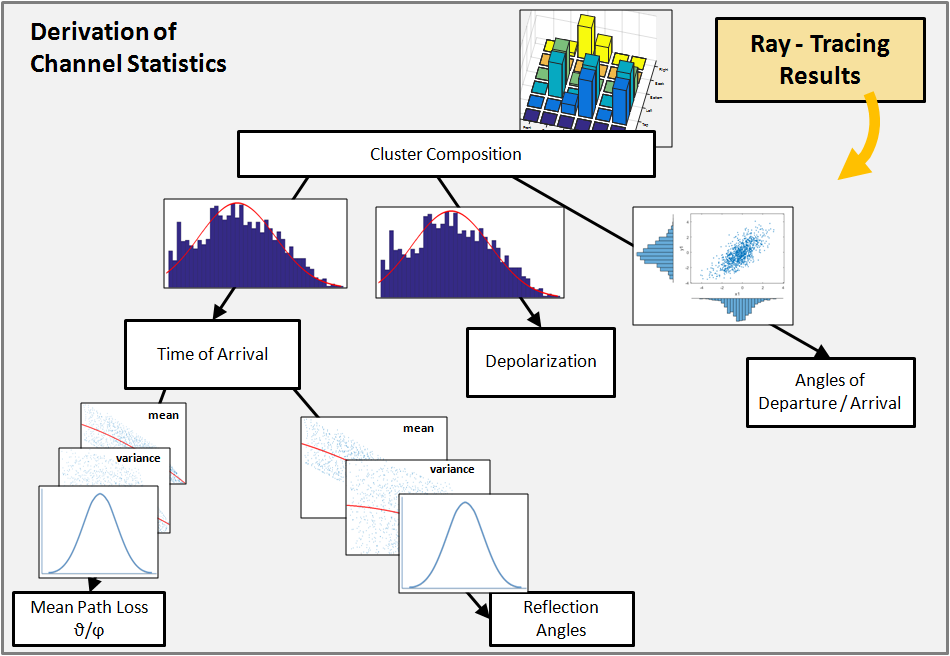 Derivation of
Channel Statistics
Ray - Tracing
Results
Cluster Composition
Time of Arrival
Depolarization
Angles of
Departure / Arrival
mean
variance
mean
variance
Mean Path Loss
ϑ/φ
Reflection
Angles